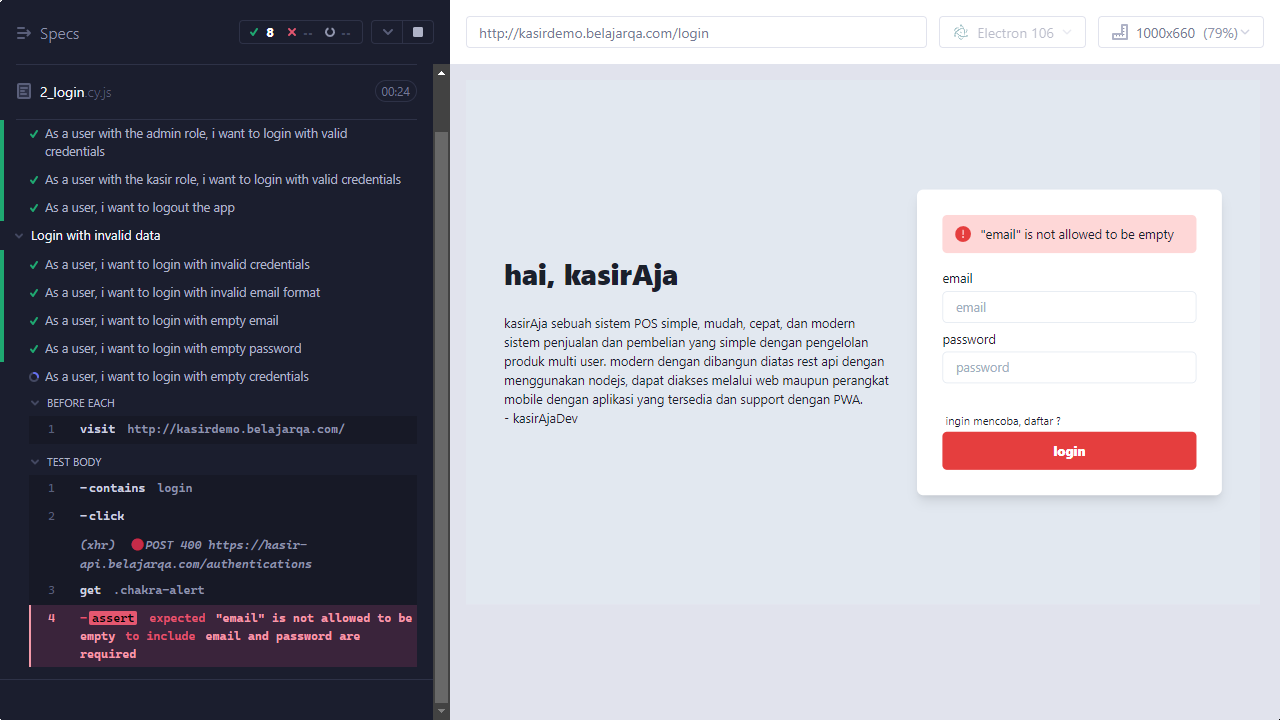 Specs
8
--
--
2_login.cy.js
00:24
As a user with the admin role, i want to login with valid
credentials
As a user with the kasir role, i want to login with valid credentials
As a user, i want to logout the app
Login with invalid data
As a user, i want to login with invalid credentials
As a user, i want to login with invalid email format
As a user, i want to login with empty email
As a user, i want to login with empty password
As a user, i want to login with empty credentials
BEFORE EACH
1 visit http://kasirdemo.belajarqa.com/
TEST BODY
1 -contains login
2 -click
(xhr) POST 400 https://kasir-
api.belajarqa.com/authentications
3 get .chakra-alert
4 -assert expected "email" is not allowed to be
empty to include email and password are
required
http://kasirdemo.belajarqa.com/login
Electron 106
1000x660 (79%)
hai, kasirAja
kasirAja sebuah sistem POS simple, mudah, cepat, dan modern
sistem penjualan dan pembelian yang simple dengan pengelolan
produk multi user. modern dengan dibangun diatas rest api dengan
menggunakan nodejs, dapat diakses melalui web maupun perangkat
mobile dengan aplikasi yang tersedia dan support dengan PWA.
- kasirAjaDev
"email" is not allowed to be empty
email
email
password
password
ingin mencoba, daftar ?
login